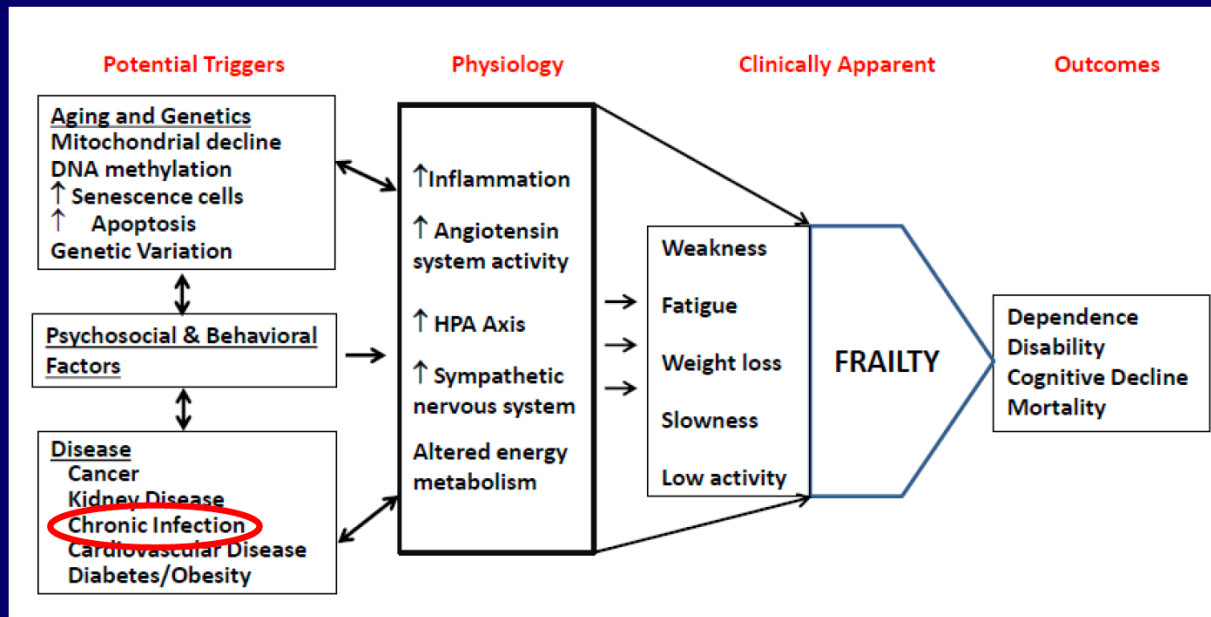 Potential Triggers
Physiology
Clinically Apparent
Outcomes
Aging and Genetics
Mitochondrial decline
DNA methylation
↑ Senescence cells
↑ Apoptosis
Genetic Variation
Psychosocial & Behavioral
Factors
Disease
Cancer
Kidney Disease
Chronic Infection
Cardiovascular Disease
Diabetes/Obesity
↑Inflammation
↑ Angiotensin
system activity
↑ HPA Axis
↑ Sympathetic
nervous system
Altered energy
metabolism
Weakness
Fatigue
Weight loss
Slowness
Low activity
FRAILTY
Dependence
Disability
Cognitive Decline
Mortality